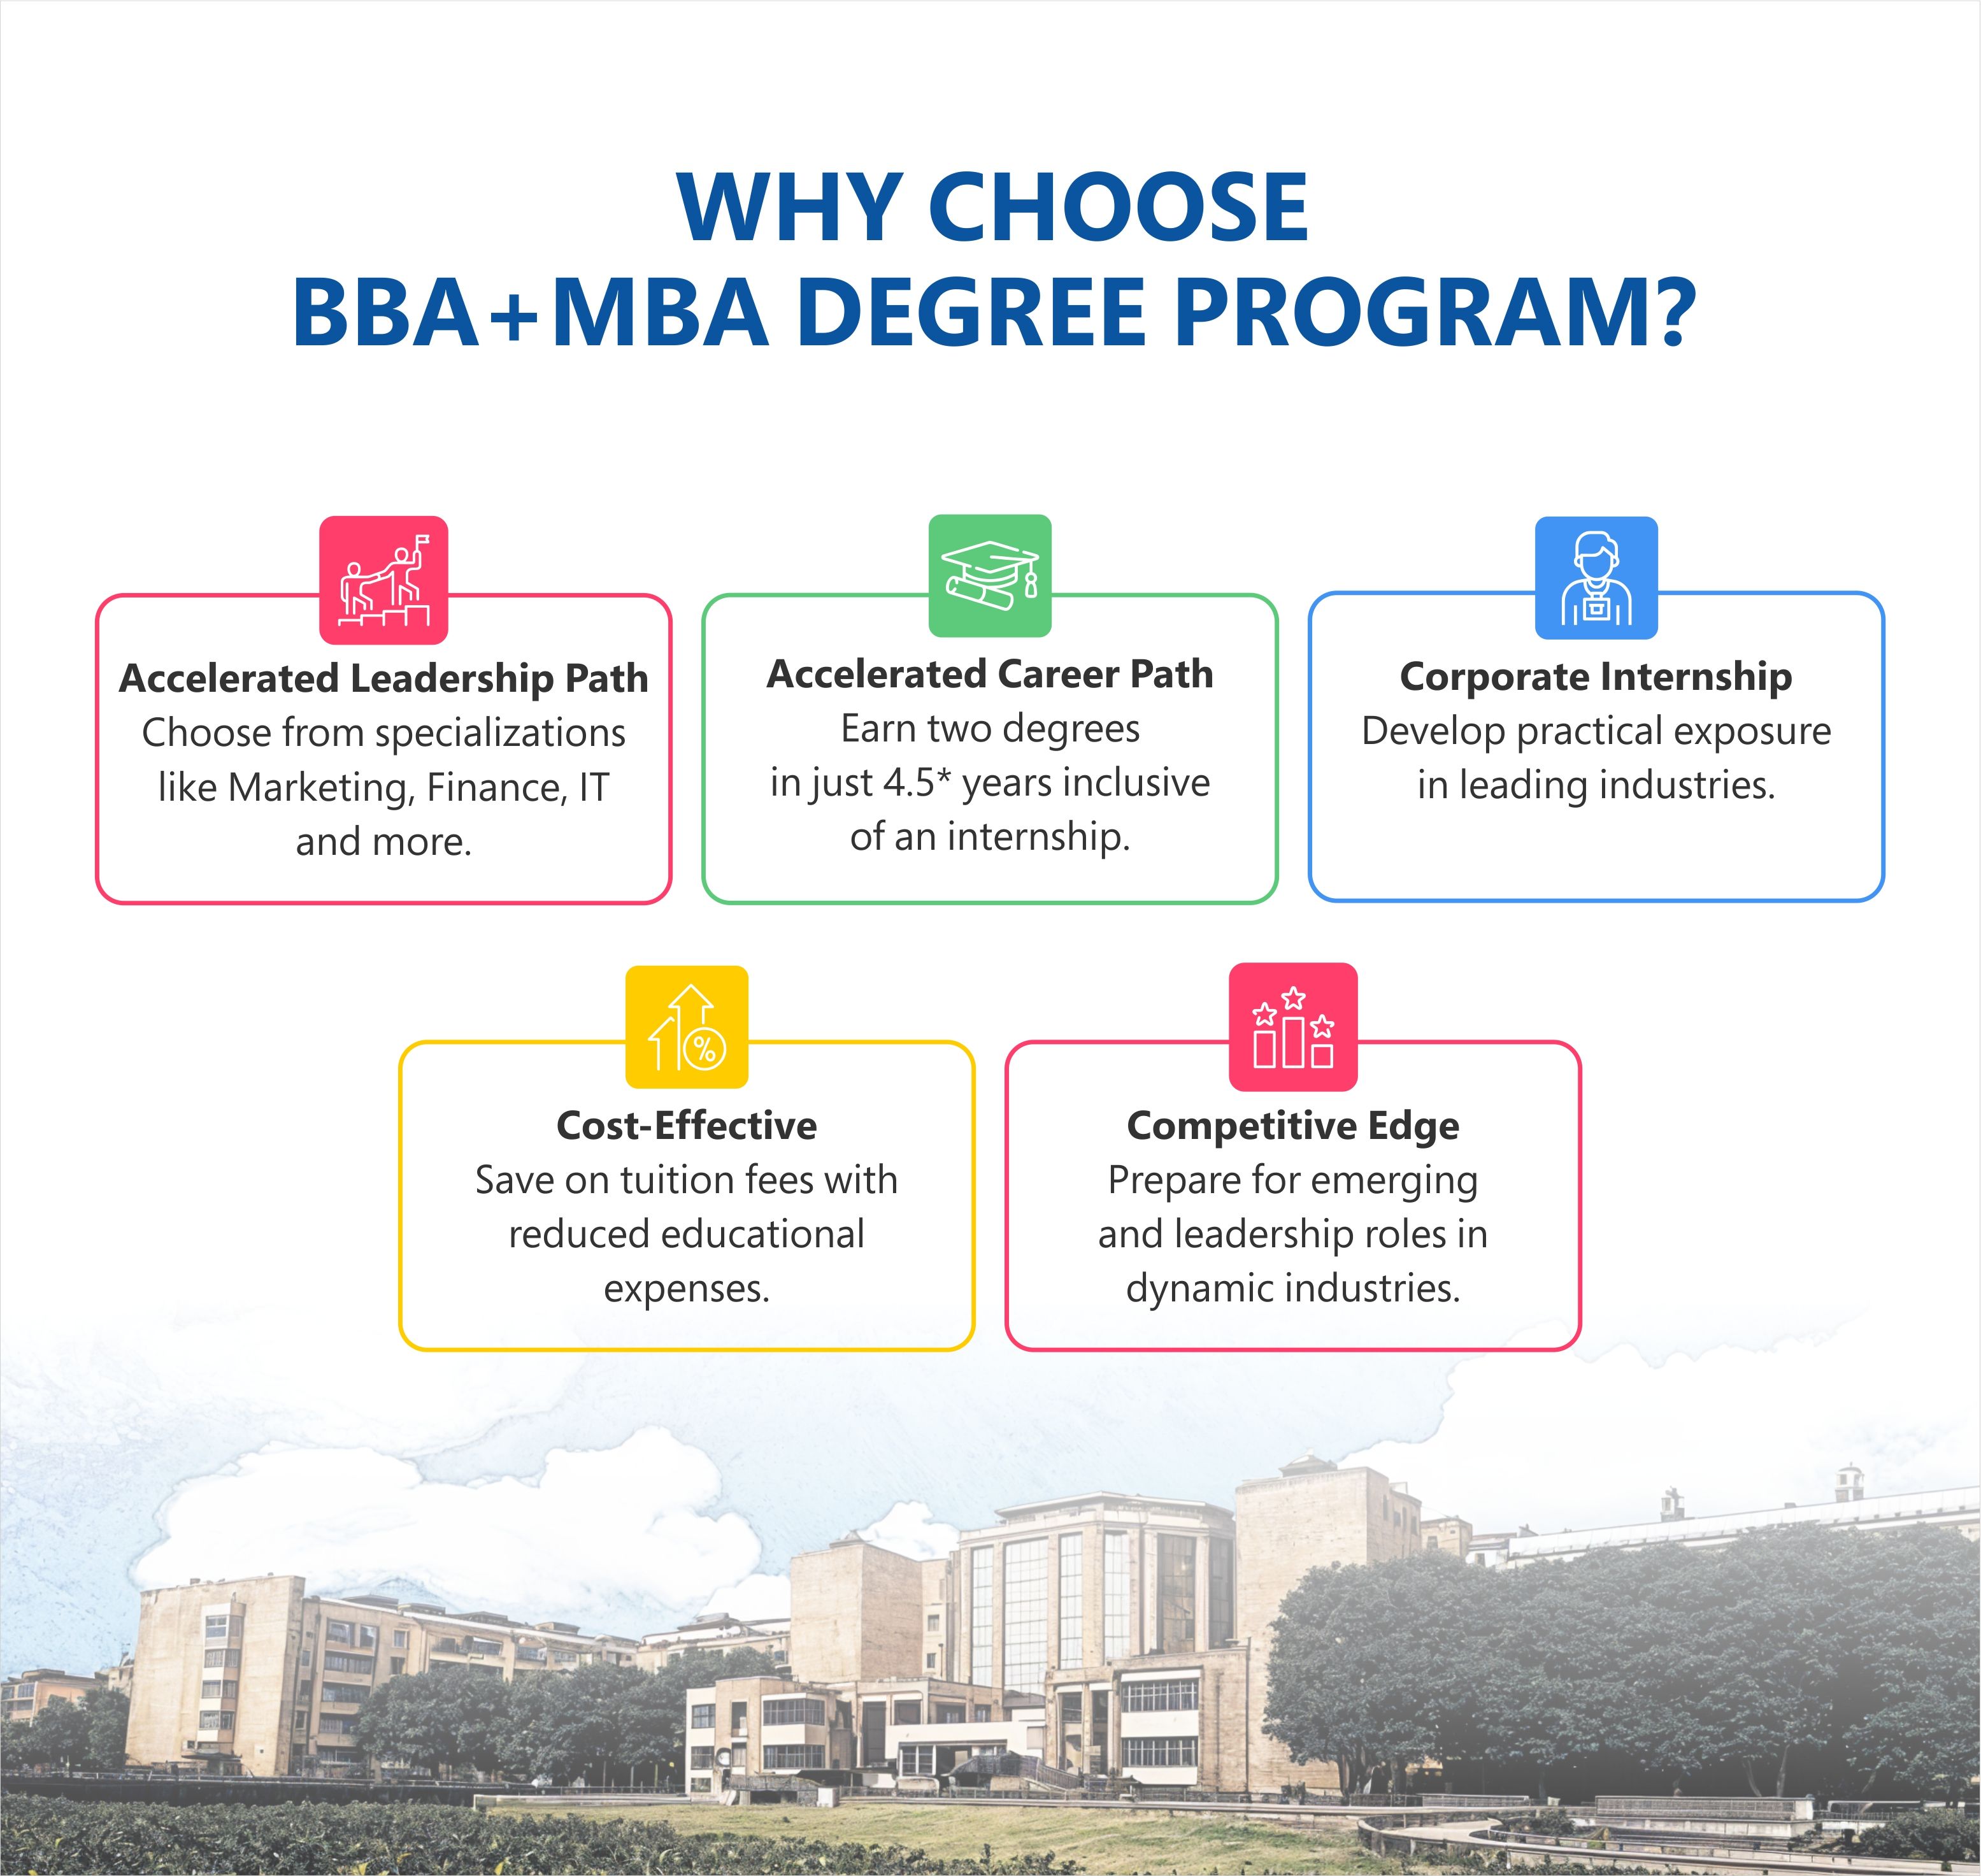 WHY CHOOSE
BBA+MBA DEGREE PROGRAM?
Accelerated Leadership Path
Choose from specializations
like Marketing, Finance, IT
and more.
Accelerated Career Path
Earn two degrees
in just 4.5* years inclusive
of an internship.
Corporate Internship
Develop practical exposure
in leading industries.
%
Cost-Effective
Save on tuition fees with
reduced educational
expenses.
Competitive Edge
Prepare for emerging
and leadership roles in
dynamic industries.